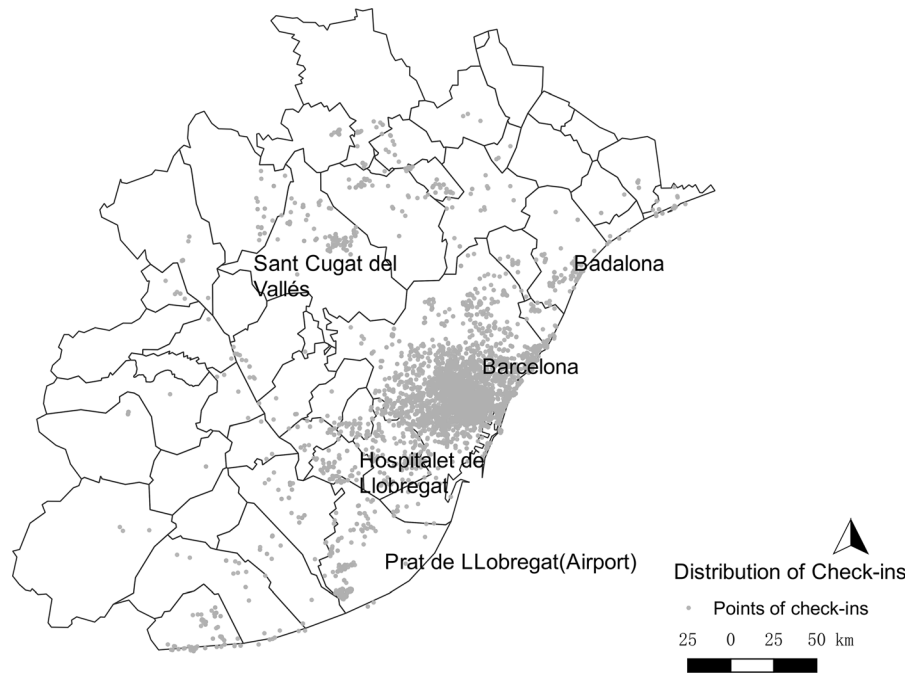 Sant Cugat del
Vallés
Badalona
Barcelona
Hospitalet de
Llobregat
Prat de LLobregat(Airport)
Distribution of Check-ins
Points of check-ins
25 0 25 50 km